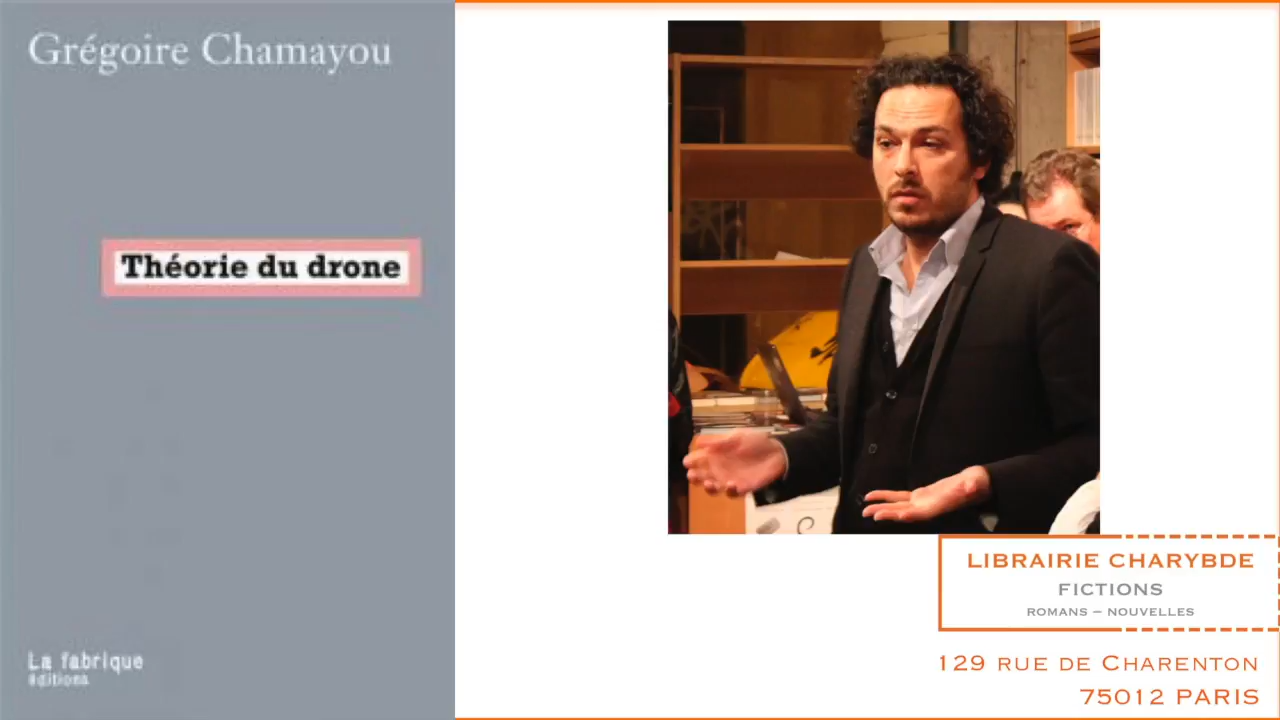 Grégoire Chamayou
Théorie du drone
La fabrique
éditions
LIBRAIRIE CHARYBDE
FICTIONS
ROMANS – NOUVELLES
129 RUE DE CHARENTON
75012 PARIS